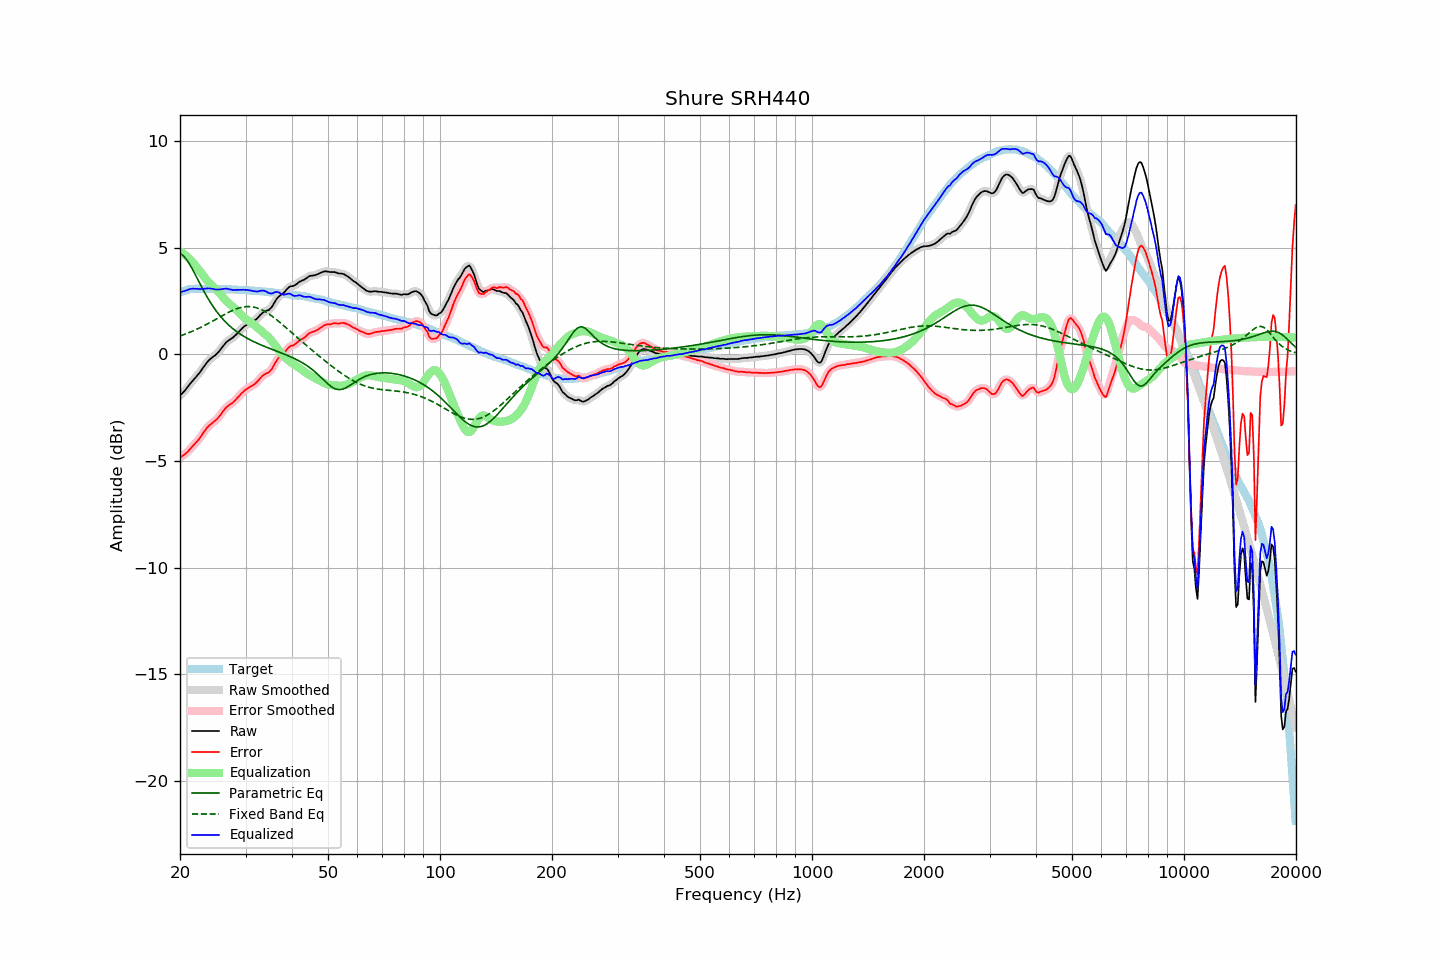 Shure SRH440
Amplitude (dBr)
10
5
0
−5
−10
−15
−20
Target
Raw Smoothed
Error Smoothed
Raw
Error
Equalization
Parametric Eq
Fixed Band Eq
Equalized
20 50 100 200 500 1000 2000 5000 10000 20000
Frequency (Hz)